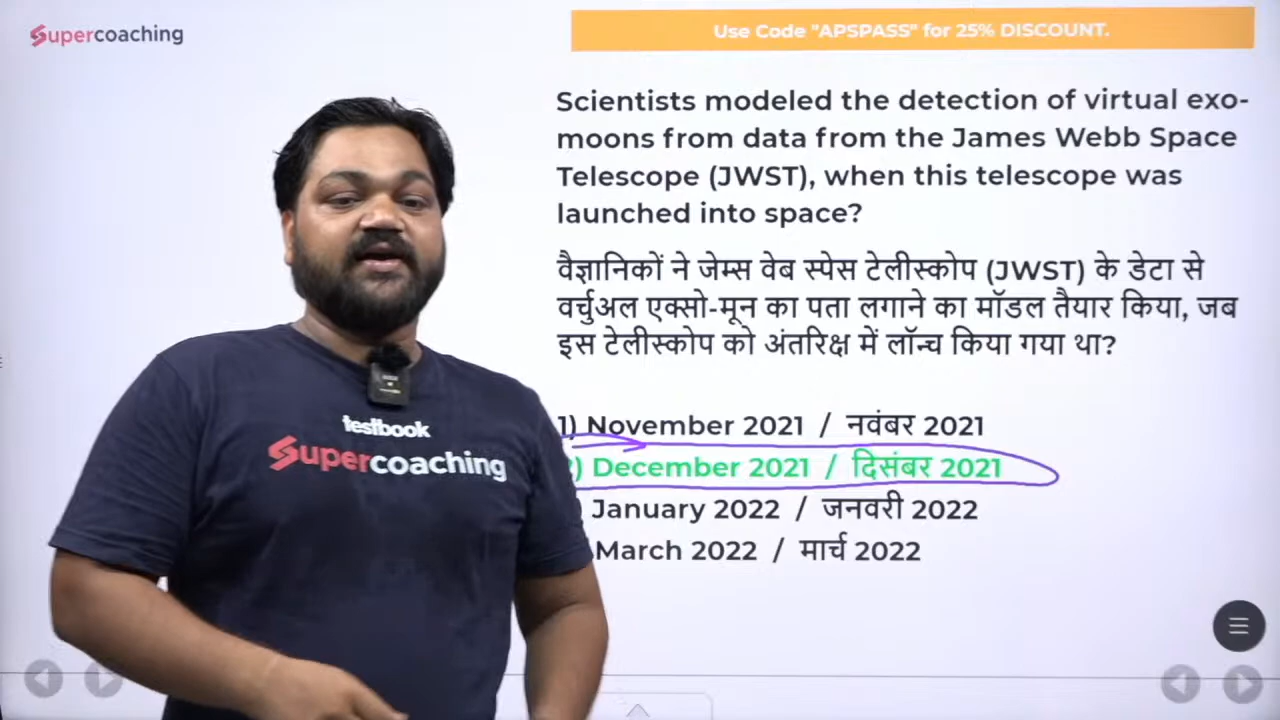 Supercoaching
Use Code "APSPASS" for 25% DISCOUNT.
Scientists modeled the detection of virtual exo-
moons from data from the James Webb Space
Telescope (JWST), when this telescope was
launched into space?
वैज्ञानिकों ने जेम्स वेब स्पेस टेलीस्कोप (JWST) के डेटा से
वर्चुअल एक्सो-मून का पता लगाने का मॉडल तैयार किया, जब
इस टेलीस्कोप को अंतरिक्ष में लॉन्च किया गया था?
1) November 2021 / नवंबर 2021
) December 2021 / दिसंबर 2021
) January 2022 / जनवरी 2022
March 2022 / मार्च 2022
testbook
Supercoaching